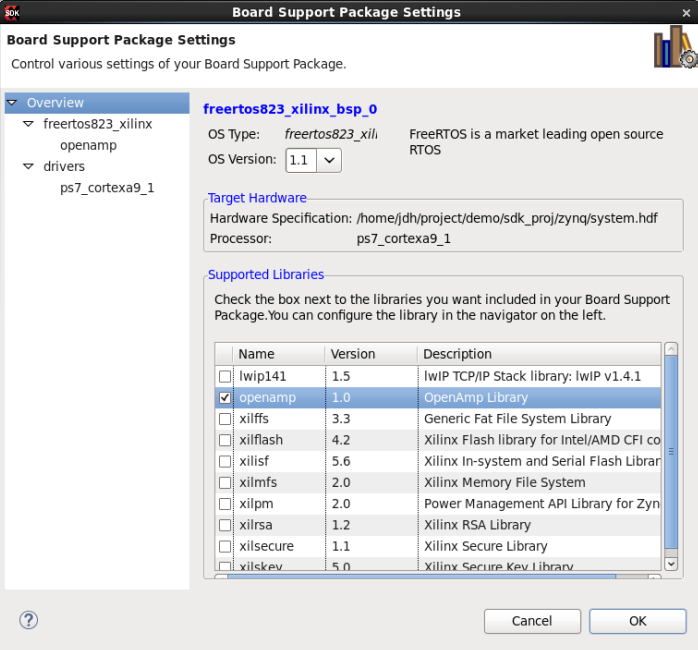 SDK
Board Support Package Settings
Board Support Package Settings
Control various settings of your Board Support Package.
Overview
freertos823_xilinx
openamp
drivers
ps7_cortexa9_1
freertos823_xilinx_bsp_0
OS Type: freertos823_xili FreeRTOS is a market leading open source
RTOS
OS Version: 1.1
Target Hardware
Hardware Specification: /home/jdh/project/demo/sdk_proj/zynq/system.hdf
Processor: ps7_cortexa9_1
Supported Libraries
Check the box next to the libraries you want included in your Board Support
Package.You can configure the library in the navigator on the left.
Name Version Description
lwip141 1.5 lwIP TCP/IP Stack library: lwIP v1.4.1
openamp 1.0 OpenAmp Library
xilffs 3.3 Generic Fat File System Library
xilflash 4.2 Xilinx Flash library for Intel/AMD CFI co
xilisf 5.6 Xilinx In-system and Serial Flash Librar
xilmfs 2.0 Xilinx Memory File System
xilpm 2.0 Power Management API Library for Zyn
xilrsa 1.2 Xilinx RSA Library
xilsecure 1.1 Xilinx Secure Library
xilskey 5.0 Xilinx Secure Key Library
?
Cancel
OK